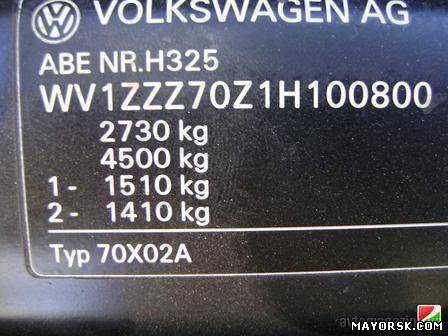 VOLKSWAGEN AG
ABE NR.H325
WV1ZZZ70Z1H100800
2730 kg
4500 kg
1- 1510 kg
2- 1410 kg
Typ 70X02A
MAYORSK.COM